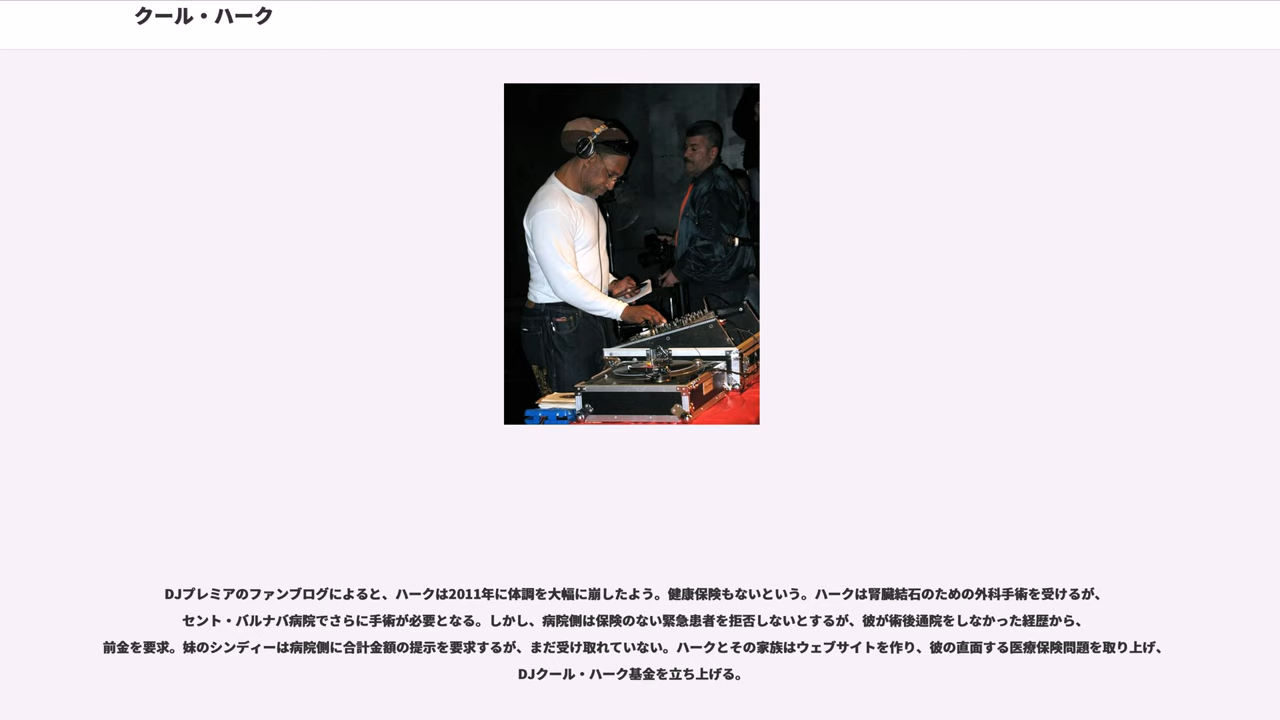 クール・ハーク
DJプレミアのファンブログによると、ハークは2011年に体調を大幅に崩したよう。健康保険もないという。ハークは腎臓結石のための外科手術を受けるが、
セント・バルナバ病院でさらに手術が必要となる。しかし、病院側は保険のない緊急患者を拒否しないとするが、彼が術後通院をしなかった経歴から、
前金を要求。妹のシンディーは病院側に合計金額の提示を要求するが、まだ受け取れていない。ハークとその家族はウェブサイトを作り、彼の直面する医療保険問題を取り上げ、
DJクール・ハーク基金を立ち上げる。